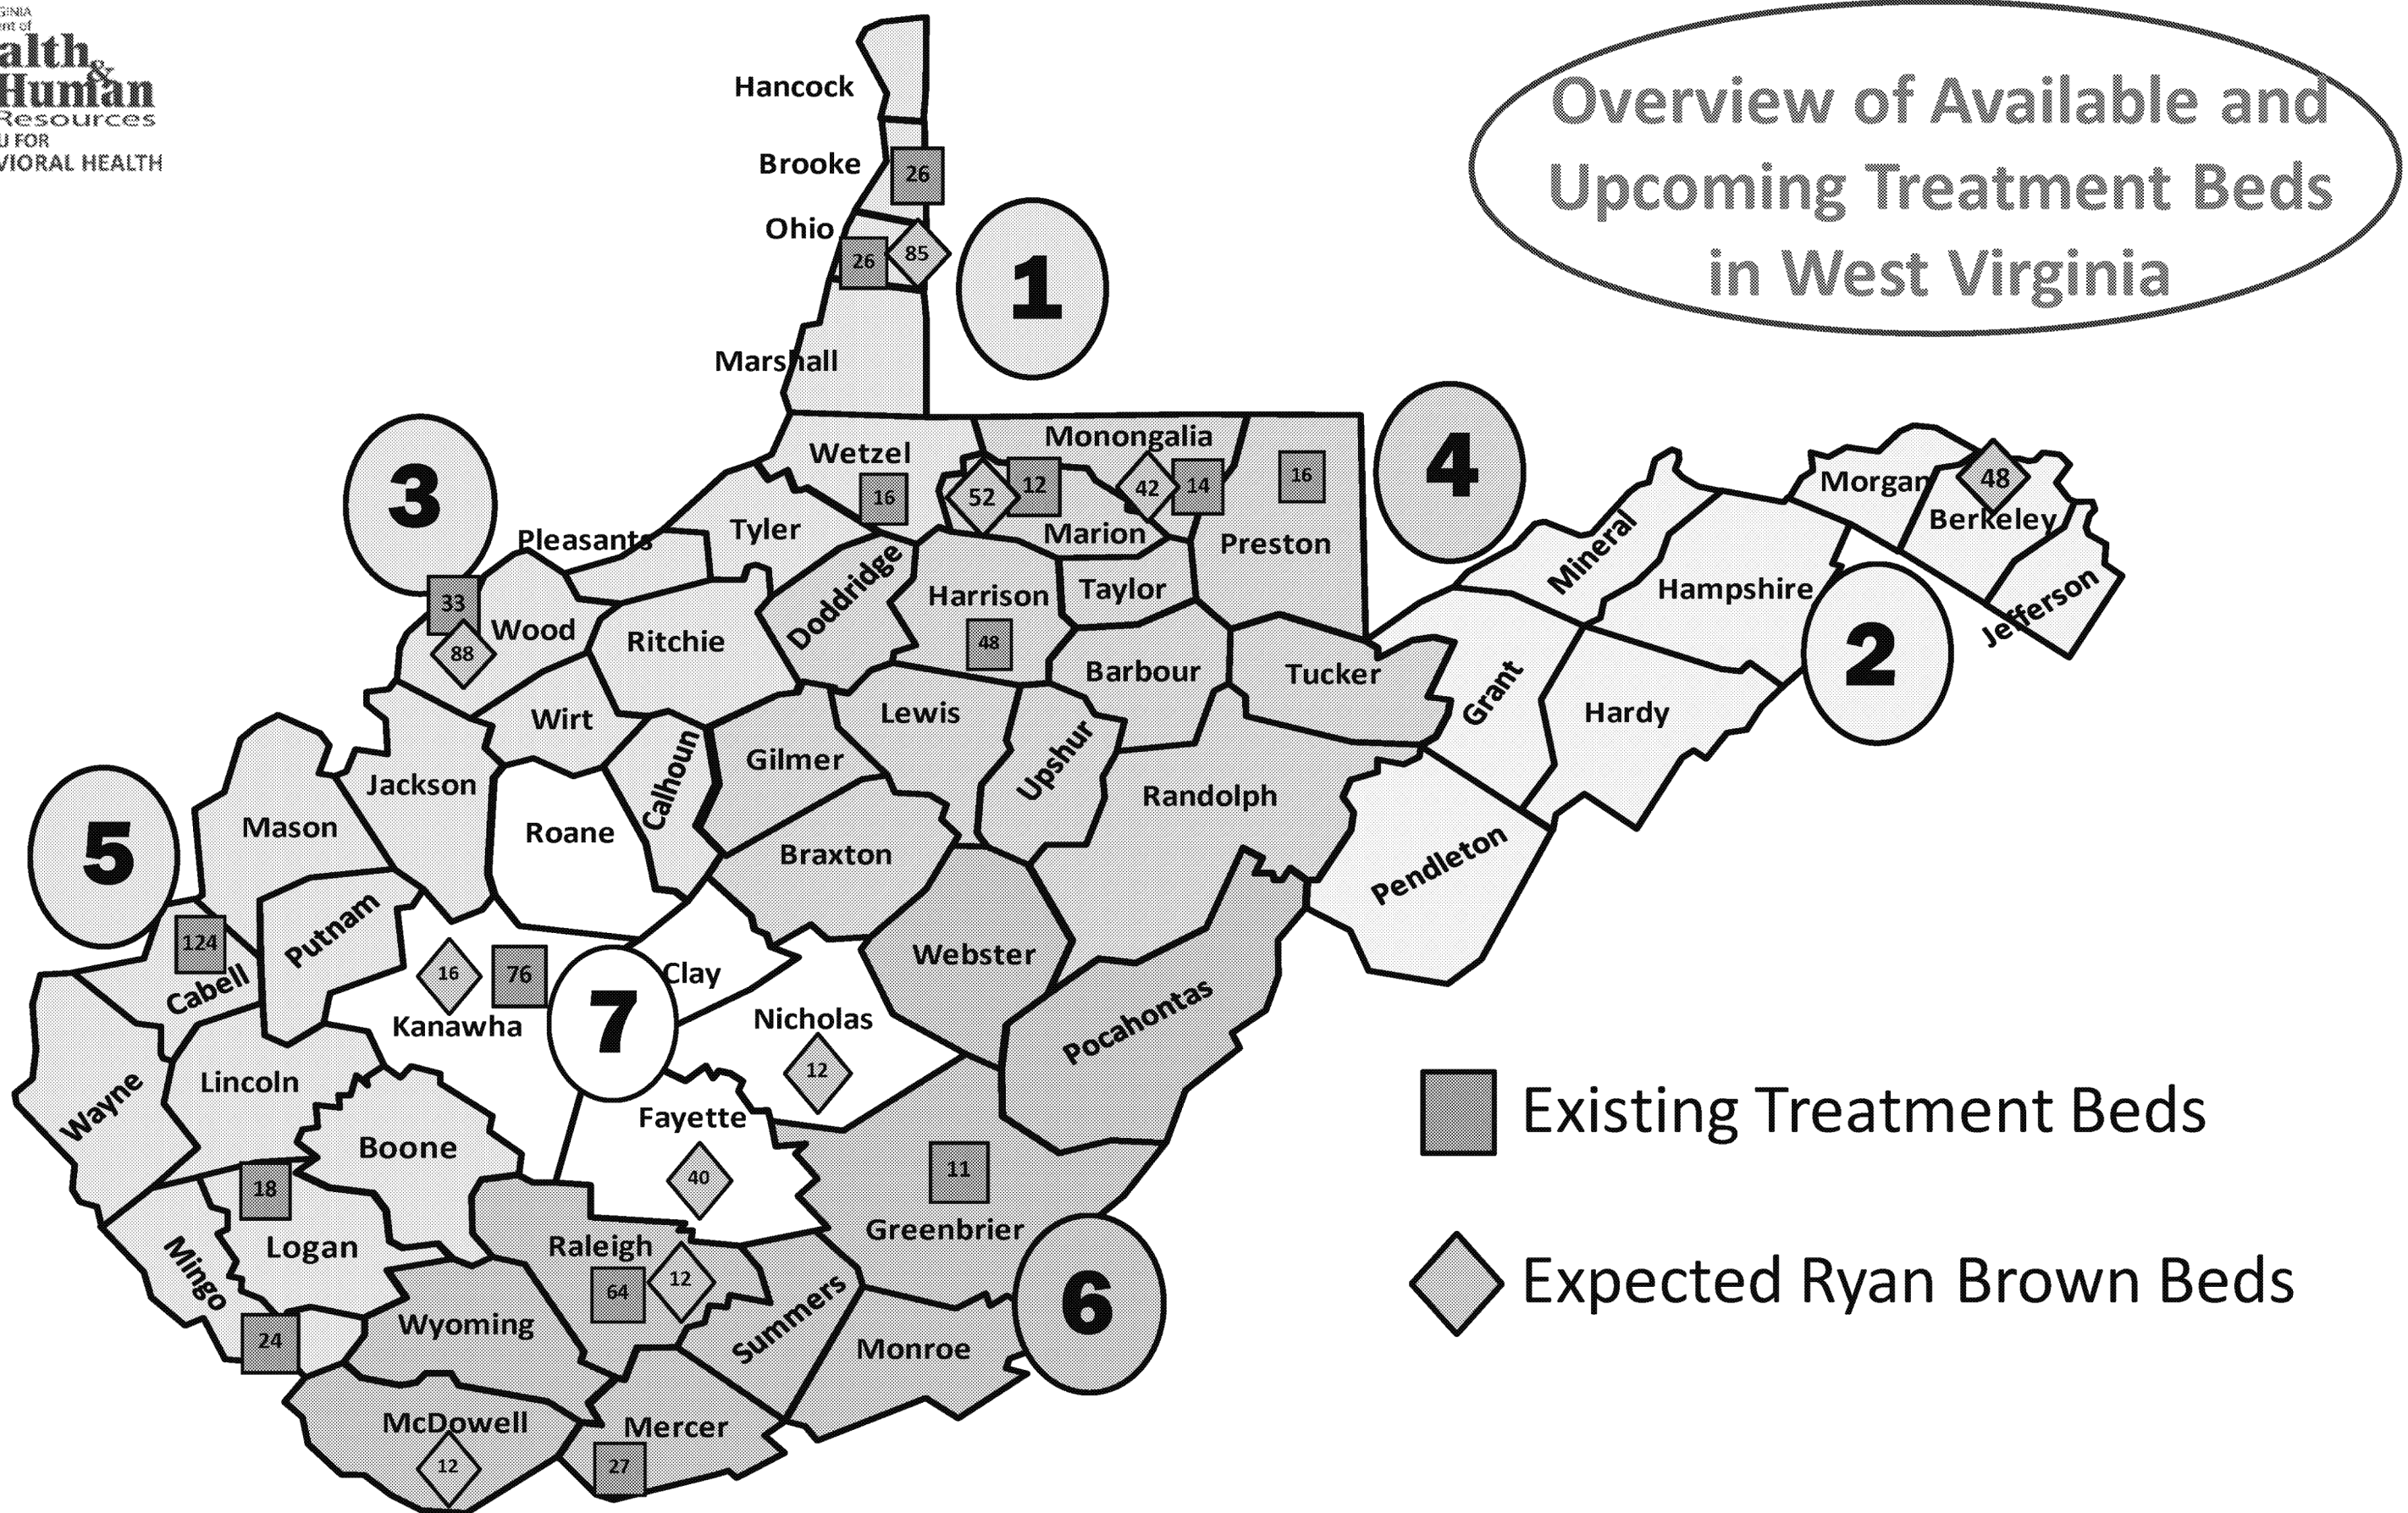 GINIA
ent of
alth
&
Human
Resources
U FOR
VIORAL HEALTH
Overview of Available and
Upcoming Treatment Beds
in West Virginia
Hancock
Brooke
26
Ohio
26
85
1
Marshall
3
4
Wetzel
16
Monongalia
52
12
42
14
16
Marion
Preston
Tyler
Pleasants
Doddridge
Harrison
48
Taylor
33
88
Wood
Ritchie
Barbour
Tucker
Mineral
Hampshire
Morgan
48
Berkeley
Jefferson
2
Grant
Hardy
Wirt
Lewis
Gilmer
Calhoun
Upshur
Randolph
Jackson
Mason
5
Roane
Braxton
Pendleton
Putnam
124
Cabell
16
76
Kanawha
7
Clay
Webster
Nicholas
12
Pocahontas
Wayne
Lincoln
Boone
Fayette
40
11
Greenbrier
18
Logan
Mingo
24
Raleigh
64
12
Summers
Monroe
6
Wyoming
McDowell
12
Mercer
27
Existing Treatment Beds
Expected Ryan Brown Beds